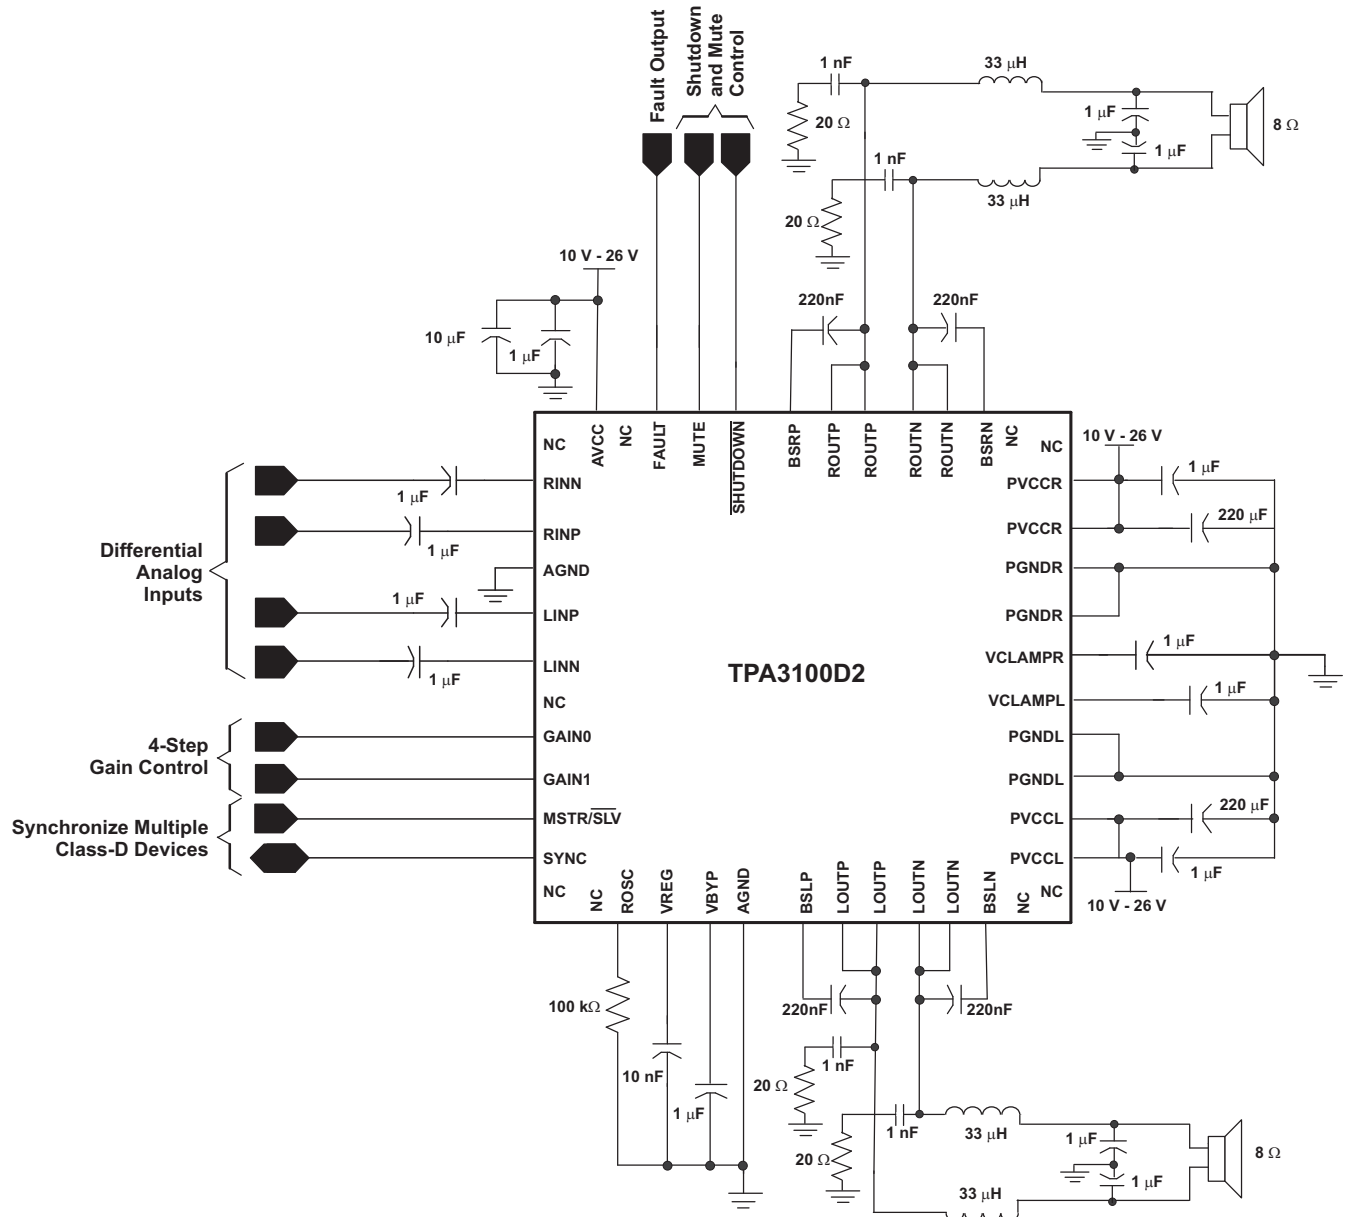 Fault Output
Shutdown
and Mute
Control
1 nF
33 μH
20 Ω
1 μF
8 Ω
1 μF
1 nF
33 μH
20 Ω
10 V - 26 V
10 μF
1 μF
220nF
220nF
NC
AVCC
NC
FAULT
MUTE
SHUTDOWN
BSRP
ROUTP
ROUTP
ROUTN
ROUTN
BSRN
NC
NC
10 V - 26 V
Differential
Analog
Inputs
1 μF
RINN
1 μF
RINP
AGND
1 μF
LINP
1 μF
LINN
NC
4-Step
Gain Control
GAIN0
GAIN1
Synchronize Multiple
Class-D Devices
MSTR/SLV
SYNC
NC
TPA3100D2
PVCCR
1 μF
PVCCR
220 μF
PGNDR
PGNDR
VCLAMPR
1 μF
VCLAMPL
1 μF
PGNDL
PGNDL
PVCCL
220 μF
PVCCL
1 μF
10 V - 26 V
NC
ROSC
VREG
VBYP
AGND
BSLP
LOUTP
LOUTP
LOUTN
LOUTN
BSLN
NC
NC
100 kΩ
10 nF
1 μF
220nF
220nF
1 nF
20 Ω
1 nF
20 Ω
33 μH
1 μF
8 Ω
1 μF
33 μH